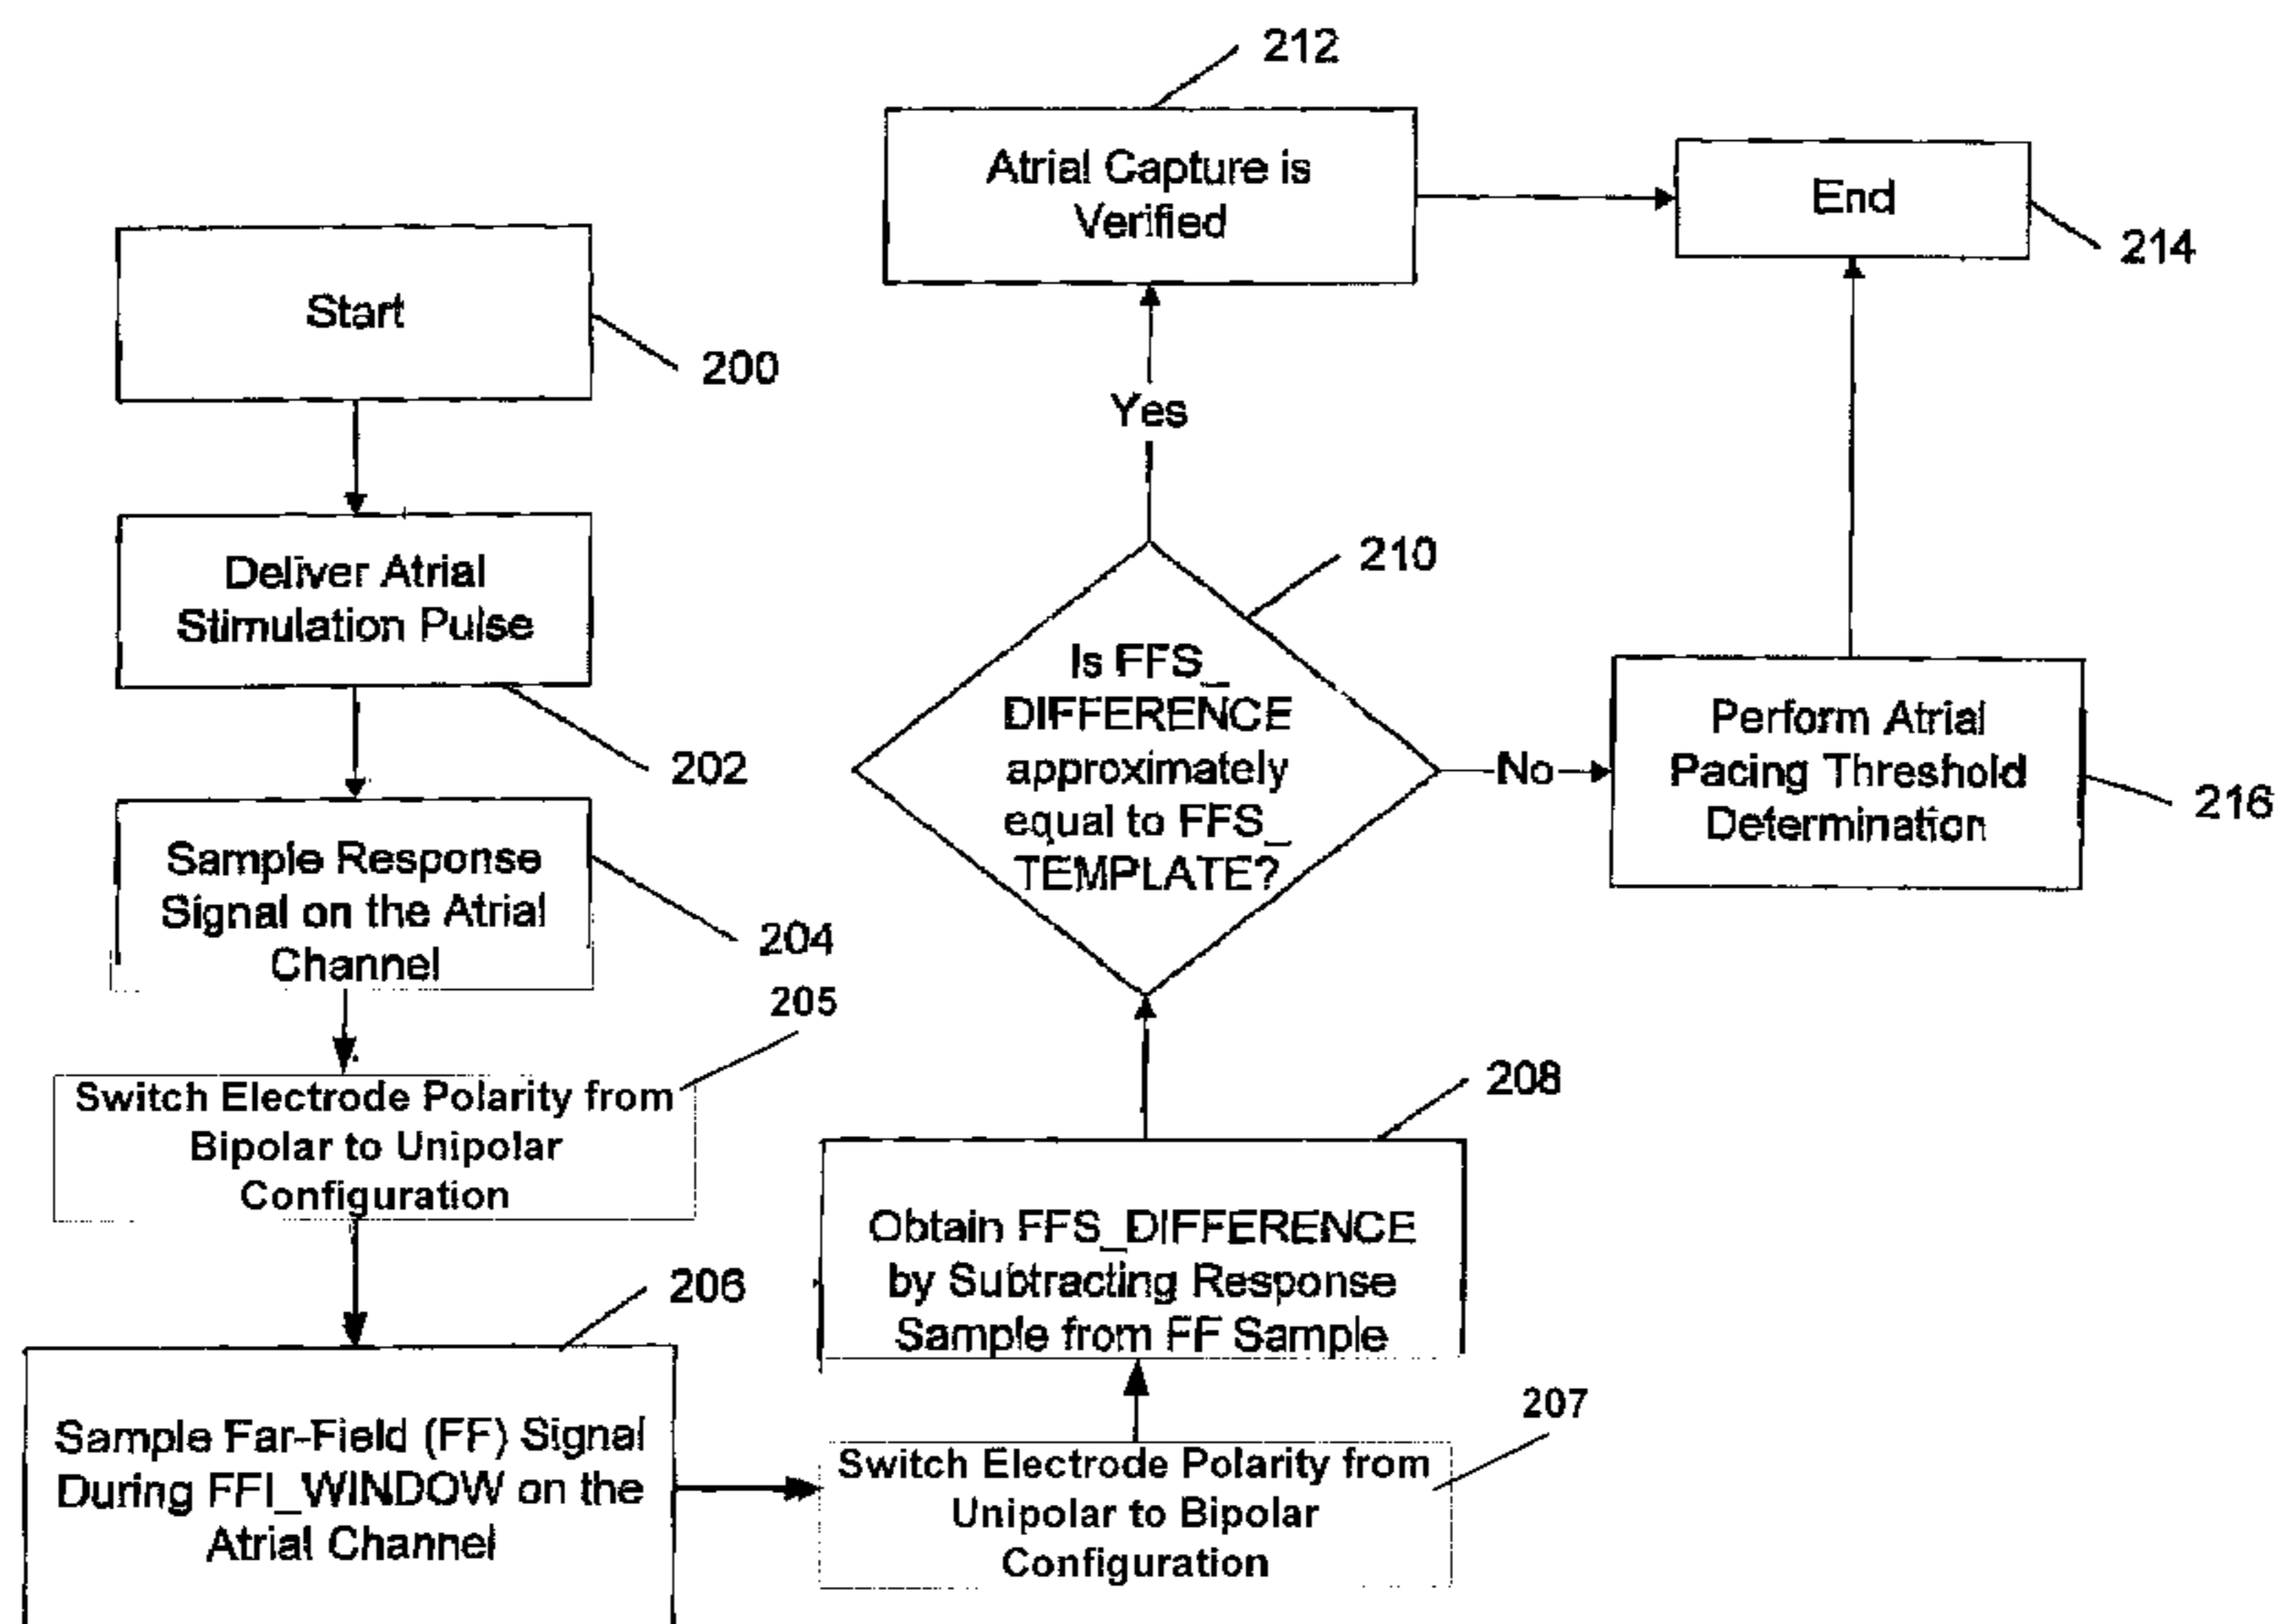 Start
200
Deliver Atrial
Stimulation Pulse
202
Sample Response
Signal on the Atrial
Channel
204
205
Switch Electrode Polarity from
Bipolar to Unipolar
Configuration
206
Sample Far-Field (FF) Signal
During FFI_WINDOW on the
Atrial Channel
207
Switch Electrode Polarity from
Unipolar to Bipolar
Configuration
208
Obtain FFS_DIFFERENCE
by Subtracting Response
Sample from FF Sample
210
Is FFS_
DIFFERENCE
approximately
equal to FFS_
TEMPLATE?
Yes
No
212
Atrial Capture is
Verified
End
214
Perform Atrial
Pacing Threshold
Determination
216